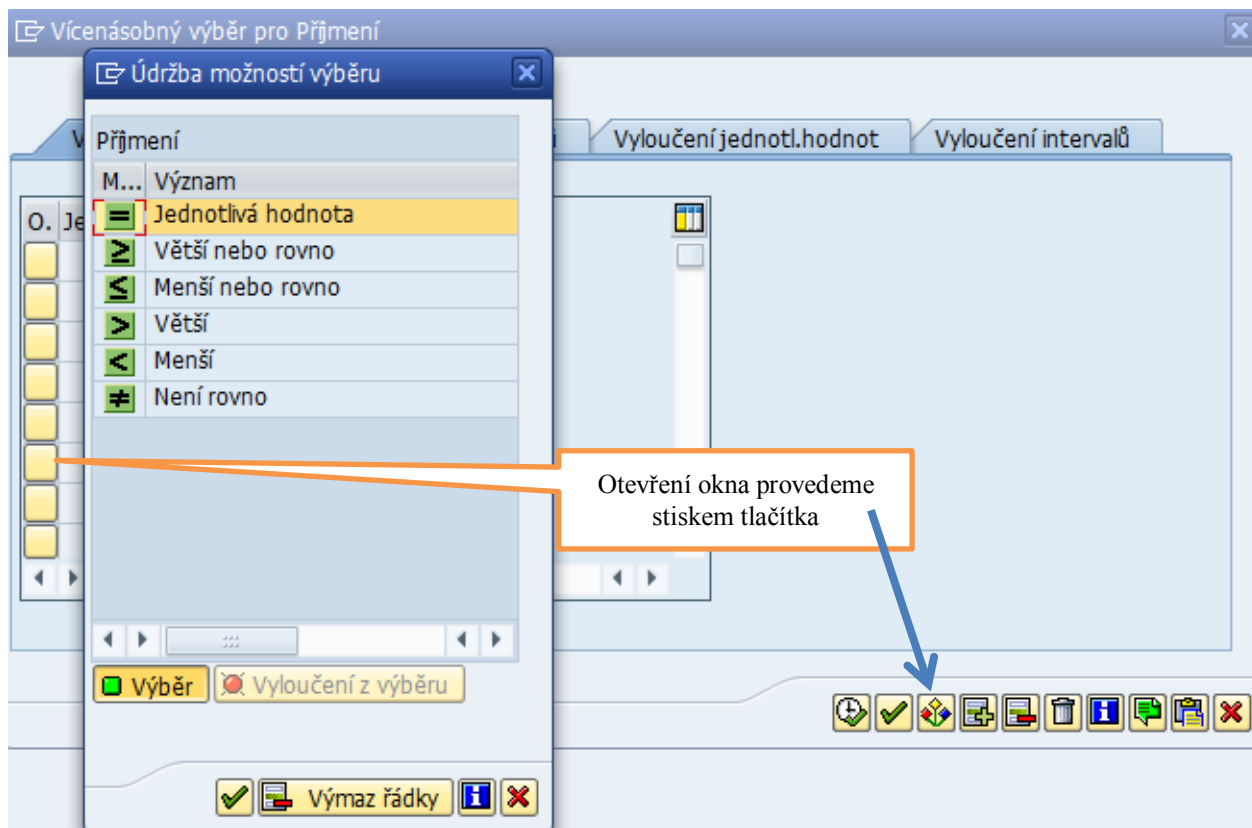 Vícenásobný výběr pro Příjmení
Údržba možností výběru
Vyloučení jednotl.hodnot
Vyloučení intervalů
Příjmení
M... Význam
O. Je
= Jednotlivá hodnota
≥ Větší nebo rovno
≤ Menší nebo rovno
> Větší
< Menší
≠ Není rovno
Otevření okna provedeme
stiskem tlačítka
Výběr
Vyloučení z výběru
Výmaz řádky